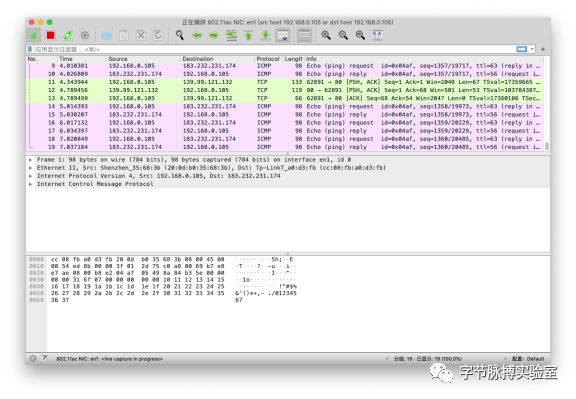 正在捕获 802.11ac NIC: en1 (src host 192.168.0.105 or dst host 192.168.0.105)
应用显示过滤器 … <⌘/>
No. Time Source Destination Protocol Length Info
9 4.010381 192.168.0.105 183.232.231.174 ICMP 98 Echo (ping) request id=0x04af, seq=1357/19717, ttl=63 (reply in …
10 4.026809 183.232.231.174 192.168.0.105 ICMP 98 Echo (ping) reply id=0x04af, seq=1357/19717, ttl=56 (request i…
11 4.543944 192.168.0.105 139.99.121.132 TCP 133 62891 → 80 [PSH, ACK] Seq=1 Ack=1 Win=2048 Len=67 TSval=17359665 …
12 4.789456 139.99.121.132 192.168.0.105 TCP 119 80 → 62891 [PSH, ACK] Seq=1 Ack=68 Win=501 Len=53 TSval=103784307…
13 4.789499 192.168.0.105 139.99.121.132 TCP 66 62891 → 80 [ACK] Seq=68 Ack=54 Win=2047 Len=0 TSval=17360108 TSec…
14 5.014393 192.168.0.105 183.232.231.174 ICMP 98 Echo (ping) request id=0x04af, seq=1358/19973, ttl=63 (reply in …
15 5.030207 183.232.231.174 192.168.0.105 ICMP 98 Echo (ping) reply id=0x04af, seq=1358/19973, ttl=56 (request i…
16 6.017132 192.168.0.105 183.232.231.174 ICMP 98 Echo (ping) request id=0x04af, seq=1359/20229, ttl=63 (reply in …
17 6.034397 183.232.231.174 192.168.0.105 ICMP 98 Echo (ping) reply id=0x04af, seq=1359/20229, ttl=56 (request i…
18 7.020849 192.168.0.105 183.232.231.174 ICMP 98 Echo (ping) request id=0x04af, seq=1360/20485, ttl=63 (reply in …
19 7.037184 183.232.231.174 192.168.0.105 ICMP 98 Echo (ping) reply id=0x04af, seq=1360/20485, ttl=56 (request i…
Frame 1: 98 bytes on wire (784 bits), 98 bytes captured (784 bits) on interface en1, id 0
Ethernet II, Src: Shenzhen_35:68:3b (20:0d:b0:35:68:3b), Dst: Tp-LinkT_a0:d3:fb (cc:08:fb:a0:d3:fb)
Internet Protocol Version 4, Src: 192.168.0.105, Dst: 183.232.231.174
Internet Control Message Protocol
0000 cc 08 fb a0 d3 fb 20 0d b0 35 68 3b 08 00 45 00
0010 00 54 ed 8b 00 00 3f 01 2d 75 c0 a8 00 69 b7 e8
0020 e7 ae 08 00 b8 e2 04 af 05 49 8a 84 b3 5e 00 00
0030 00 00 31 6f 07 00 00 00 00 00 10 11 12 13 14 15
0040 16 17 18 19 1a 1b 1c 1d 1e 1f 20 21 22 23 24 25 !"#$%
0050 26 27 28 29 2a 2b 2c 2d 2e 2f 30 31 32 33 34 35 &'()*+,- ./012345
0060 36 37 67
802.11ac NIC: en1: <live capture in progress>
分组: 19 · 已显示: 19 (100.0%)
配置: Default
字节脉搏实验室